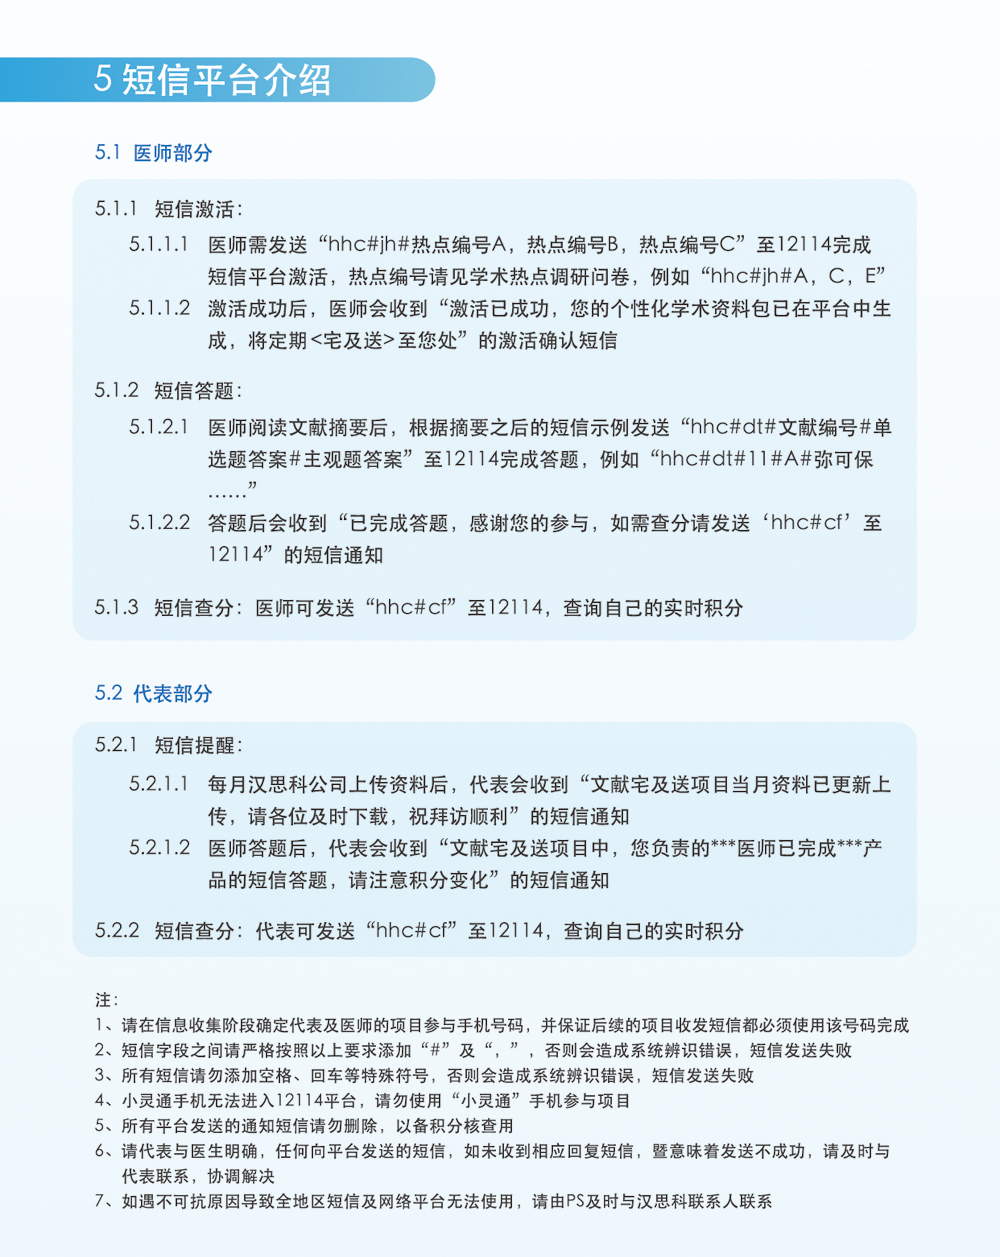 5 短信平台介绍
5.1 医师部分
5.1.1 短信激活：
5.1.1.1 医师需发送“hhc#jh#热点编号A，热点编号B，热点编号C”至12114完成
短信平台激活，热点编号请见学术热点调研问卷，例如“hhc#jh#A，C，E”
5.1.1.2 激活成功后，医师会收到“激活已成功，您的个性化学术资料包已在平台中生
成，将定期<宅及送>至您处”的激活确认短信
5.1.2 短信答题：
5.1.2.1 医师阅读文献摘要后，根据摘要之后的短信示例发送“hhc#dt#文献编号#单
选题答案#主观题答案”至12114完成答题，例如“hhc#dt#11#A#弥可保
……”
5.1.2.2 答题后会收到“已完成答题，感谢您的参与，如需查分请发送‘hhc#cf’至
12114”的短信通知
5.1.3 短信查分：医师可发送“hhc#cf”至12114，查询自己的实时积分
5.2 代表部分
5.2.1 短信提醒：
5.2.1.1 每月汉思科公司上传资料后，代表会收到“文献宅及送项目当月资料已更新上
传，请各位及时下载，祝拜访顺利”的短信通知
5.2.1.2 医师答题后，代表会收到“文献宅及送项目中，您负责的***医师已完成***产
品的短信答题，请注意积分变化”的短信通知
5.2.2 短信查分：代表可发送“hhc#cf”至12114，查询自己的实时积分
注：
1、请在信息收集阶段确定代表及医师的项目参与手机号码，并保证后续的项目收发短信都必须使用该号码完成
2、短信字段之间请严格按照以上要求添加“#”及“，”，否则会造成系统辨识错误，短信发送失败
3、所有短信请勿添加空格、回车等特殊符号，否则会造成系统辨识错误，短信发送失败
4、小灵通手机无法进入12114平台，请勿使用“小灵通”手机参与项目
5、所有平台发送的通知短信请勿删除，以备积分核查用
6、请代表与医生明确，任何向平台发送的短信，如未收到相应回复短信，暨意味着发送不成功，请及时与
代表联系，协调解决
7、如遇不可抗原因导致全地区短信及网络平台无法使用，请由PS及时与汉思科联系人联系